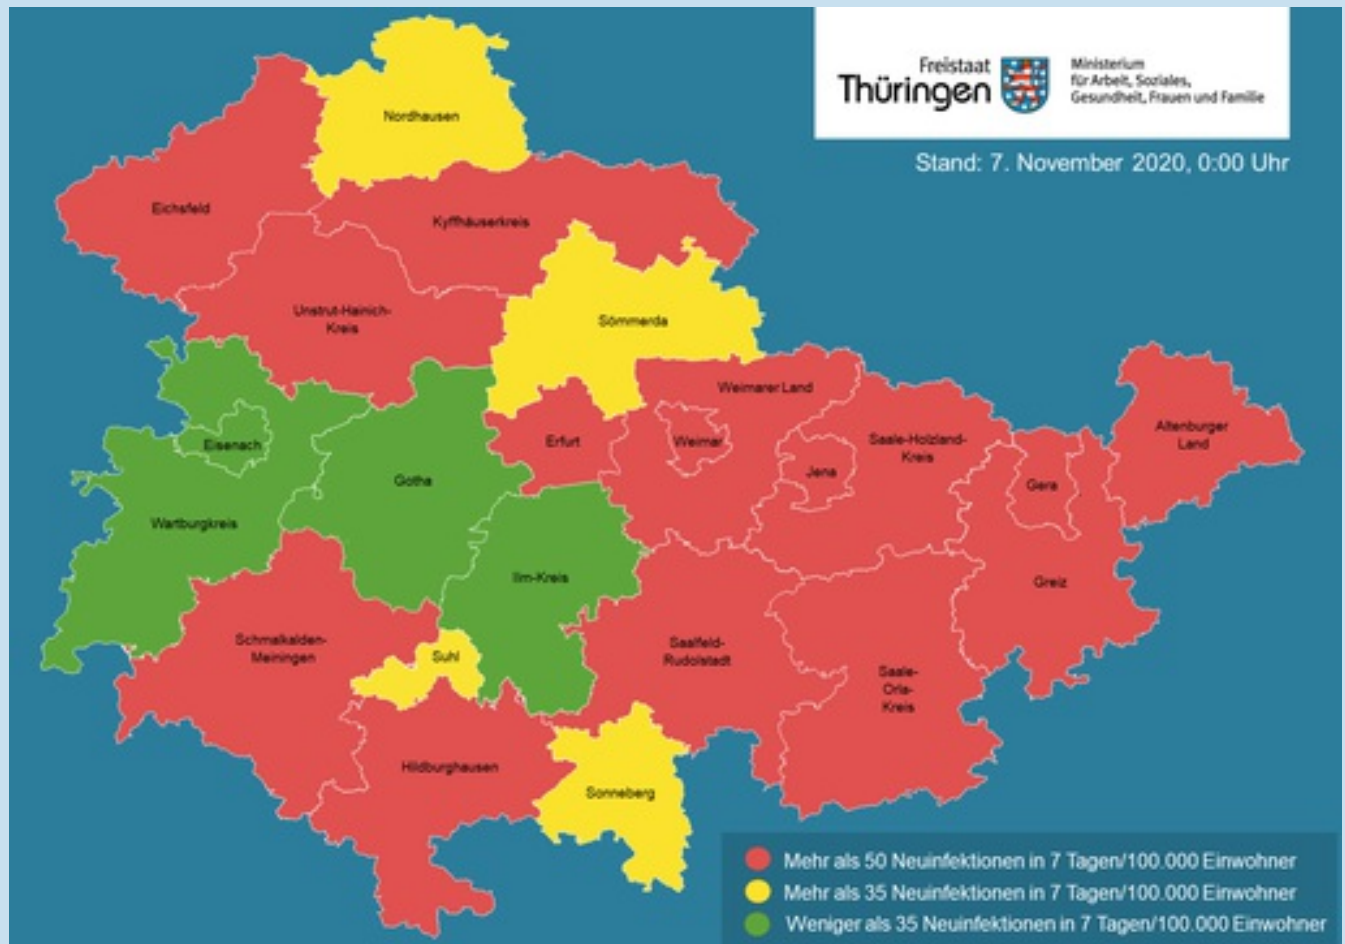 Freistaat
Thüringen
Ministerium
für Arbeit, Soziales,
Gesundheit, Frauen und Familie
Stand: 7. November 2020, 0:00 Uhr
Nordhausen
Eichsfeld
Kyffhäuserkreis
Unstrut-Hainich-
Kreis
Sömmerda
Weimarer Land
Eisenach
Erfurt
Weimar
Saale-Holzland-
Kreis
Altenburger
Land
Gotha
Jena
Gera
Wartburgkreis
Ilm-Kreis
Greiz
Schmalkalden-
Meiningen
Suhl
Saalfeld-
Rudolstadt
Saale-
Orla-
Kreis
Hildburghausen
Sonneberg
Mehr als 50 Neuinfektionen in 7 Tagen/100.000 Einwohner
Mehr als 35 Neuinfektionen in 7 Tagen/100.000 Einwohner
Weniger als 35 Neuinfektionen in 7 Tagen/100.000 Einwohner